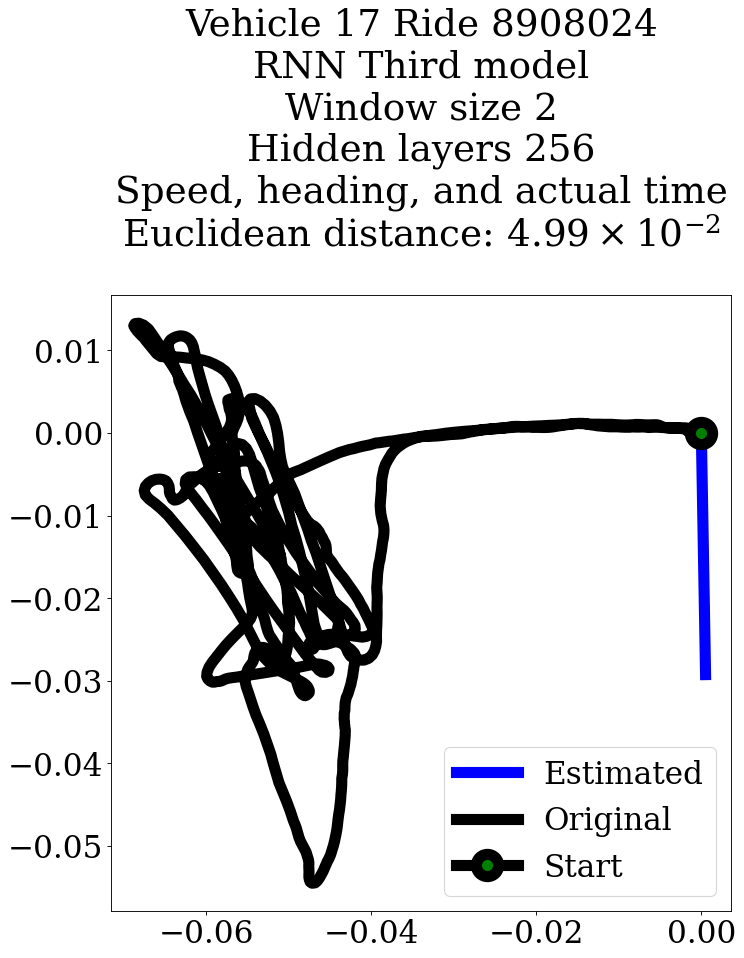 Vehicle 17 Ride 8908024
RNN Third model
Window size 2
Hidden layers 256
Speed, heading, and actual time
Euclidean distance: 4.99 × 10⁻²
0.01
0.00
−0.01
−0.02
−0.03
−0.04
−0.05
Estimated
Original
Start
−0.06
−0.04
−0.02
0.00